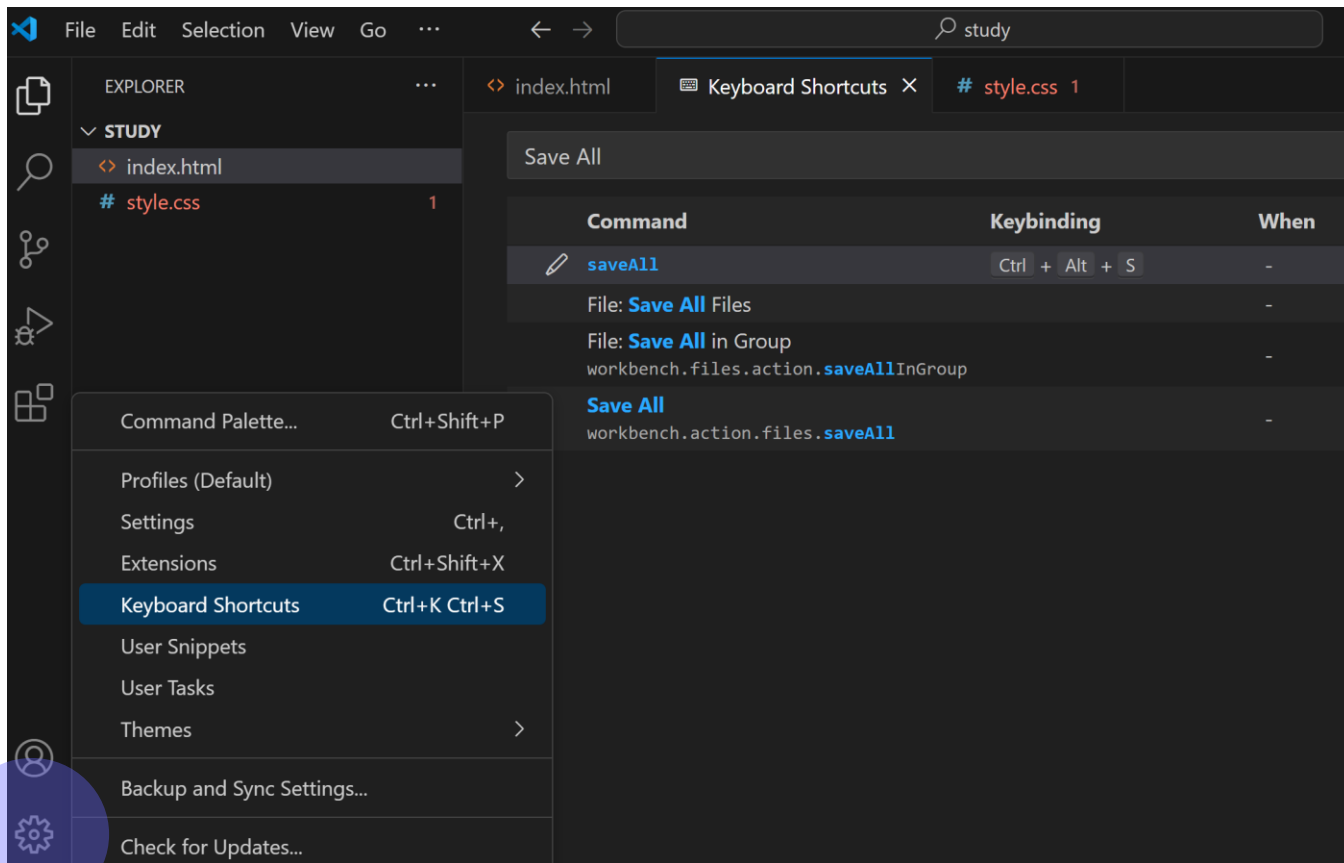 File Edit Selection View Go ··· study
EXPLORER ···
STUDY
index.html
# style.css 1
index.html Keyboard Shortcuts # style.css 1
Save All
Command Keybinding When
saveAll Ctrl + Alt + S -
File: Save All Files -
File: Save All in Group -
workbench.files.action.saveAllInGroup
Save All -
workbench.action.files.saveAll
Command Palette... Ctrl+Shift+P
Profiles (Default)
Settings Ctrl+,
Extensions Ctrl+Shift+X
Keyboard Shortcuts Ctrl+K Ctrl+S
User Snippets
User Tasks
Themes
Backup and Sync Settings...
Check for Updates...